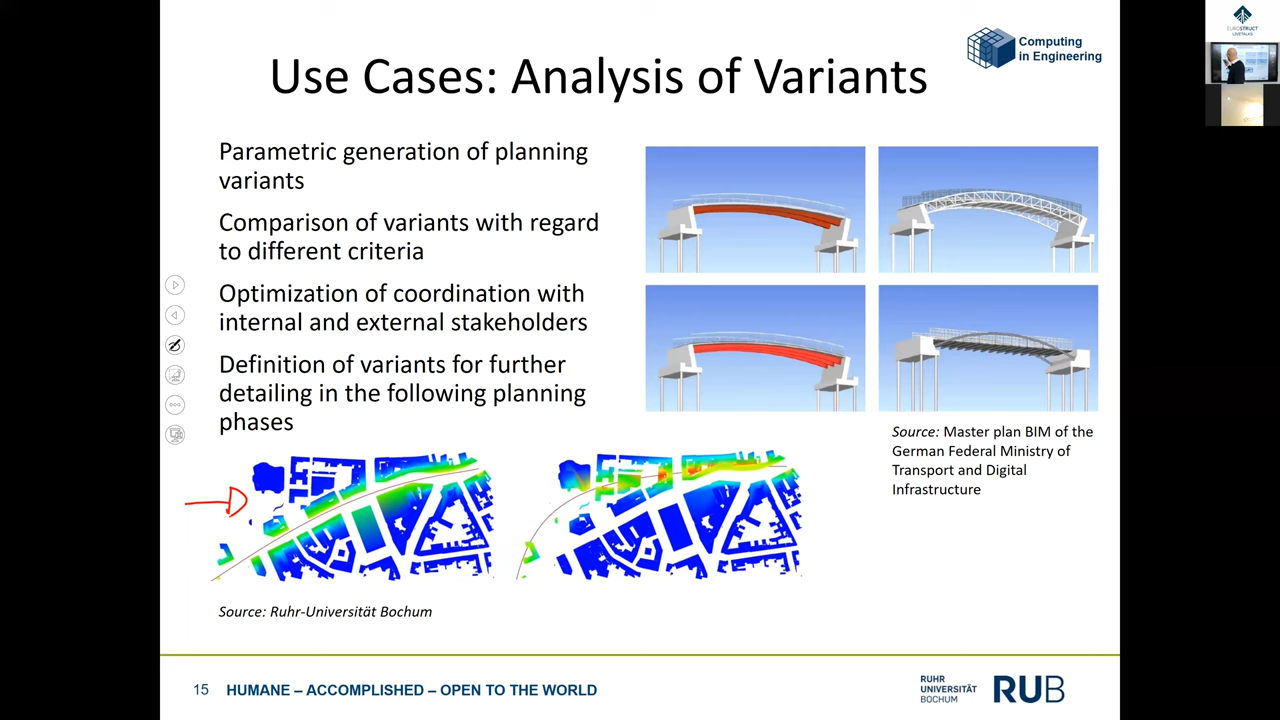 Use Cases: Analysis of Variants
Computing
in Engineering
EUROSTRUCT
LIVETALKS
Parametric generation of planning
variants
Comparison of variants with regard
to different criteria
Optimization of coordination with
internal and external stakeholders
Definition of variants for further
detailing in the following planning
phases
Source: Master plan BIM of the
German Federal Ministry of
Transport and Digital
Infrastructure
Source: Ruhr-Universität Bochum
15 HUMANE – ACCOMPLISHED – OPEN TO THE WORLD
RUHR
UNIVERSITÄT
BOCHUM
RUB